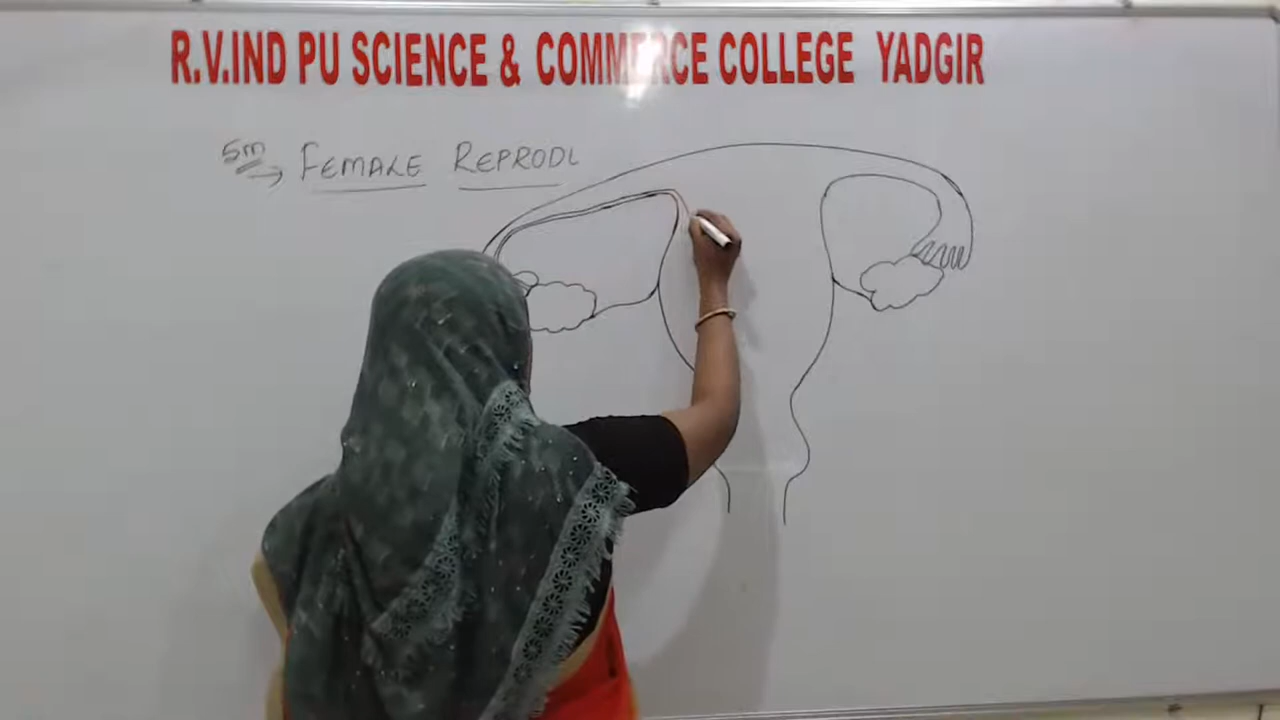 R.V.IND PU SCIENCE & COMMERCE COLLEGE YADGIR
5m → FEMALE REPRODU